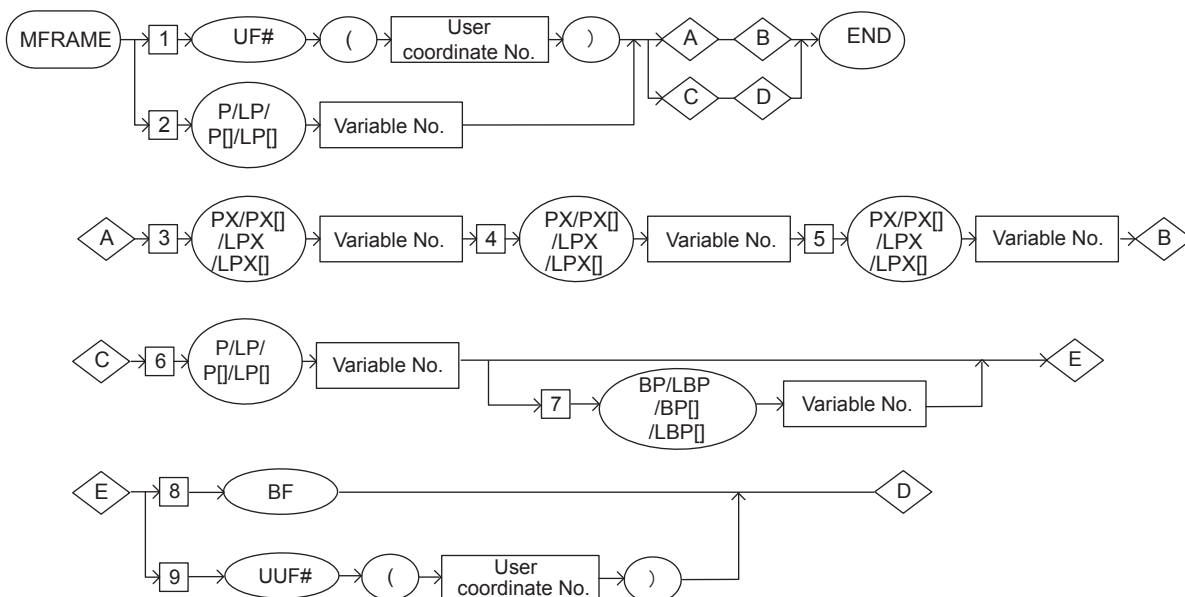 MFRAME 1 UF# ( User coordinate No. ) A B END
C D
2 P/LP/ P[]/LP[] Variable No.
A 3 PX/PX[] /LPX /LPX[] Variable No. 4 PX/PX[] /LPX /LPX[] Variable No. 5 PX/PX[] /LPX /LPX[] Variable No. B
C 6 P/LP/ P[]/LP[] Variable No. E
7 BP/LBP /BP[] /LBP[] Variable No.
E 8 BF D
9 UUF# ( User coordinate No. )